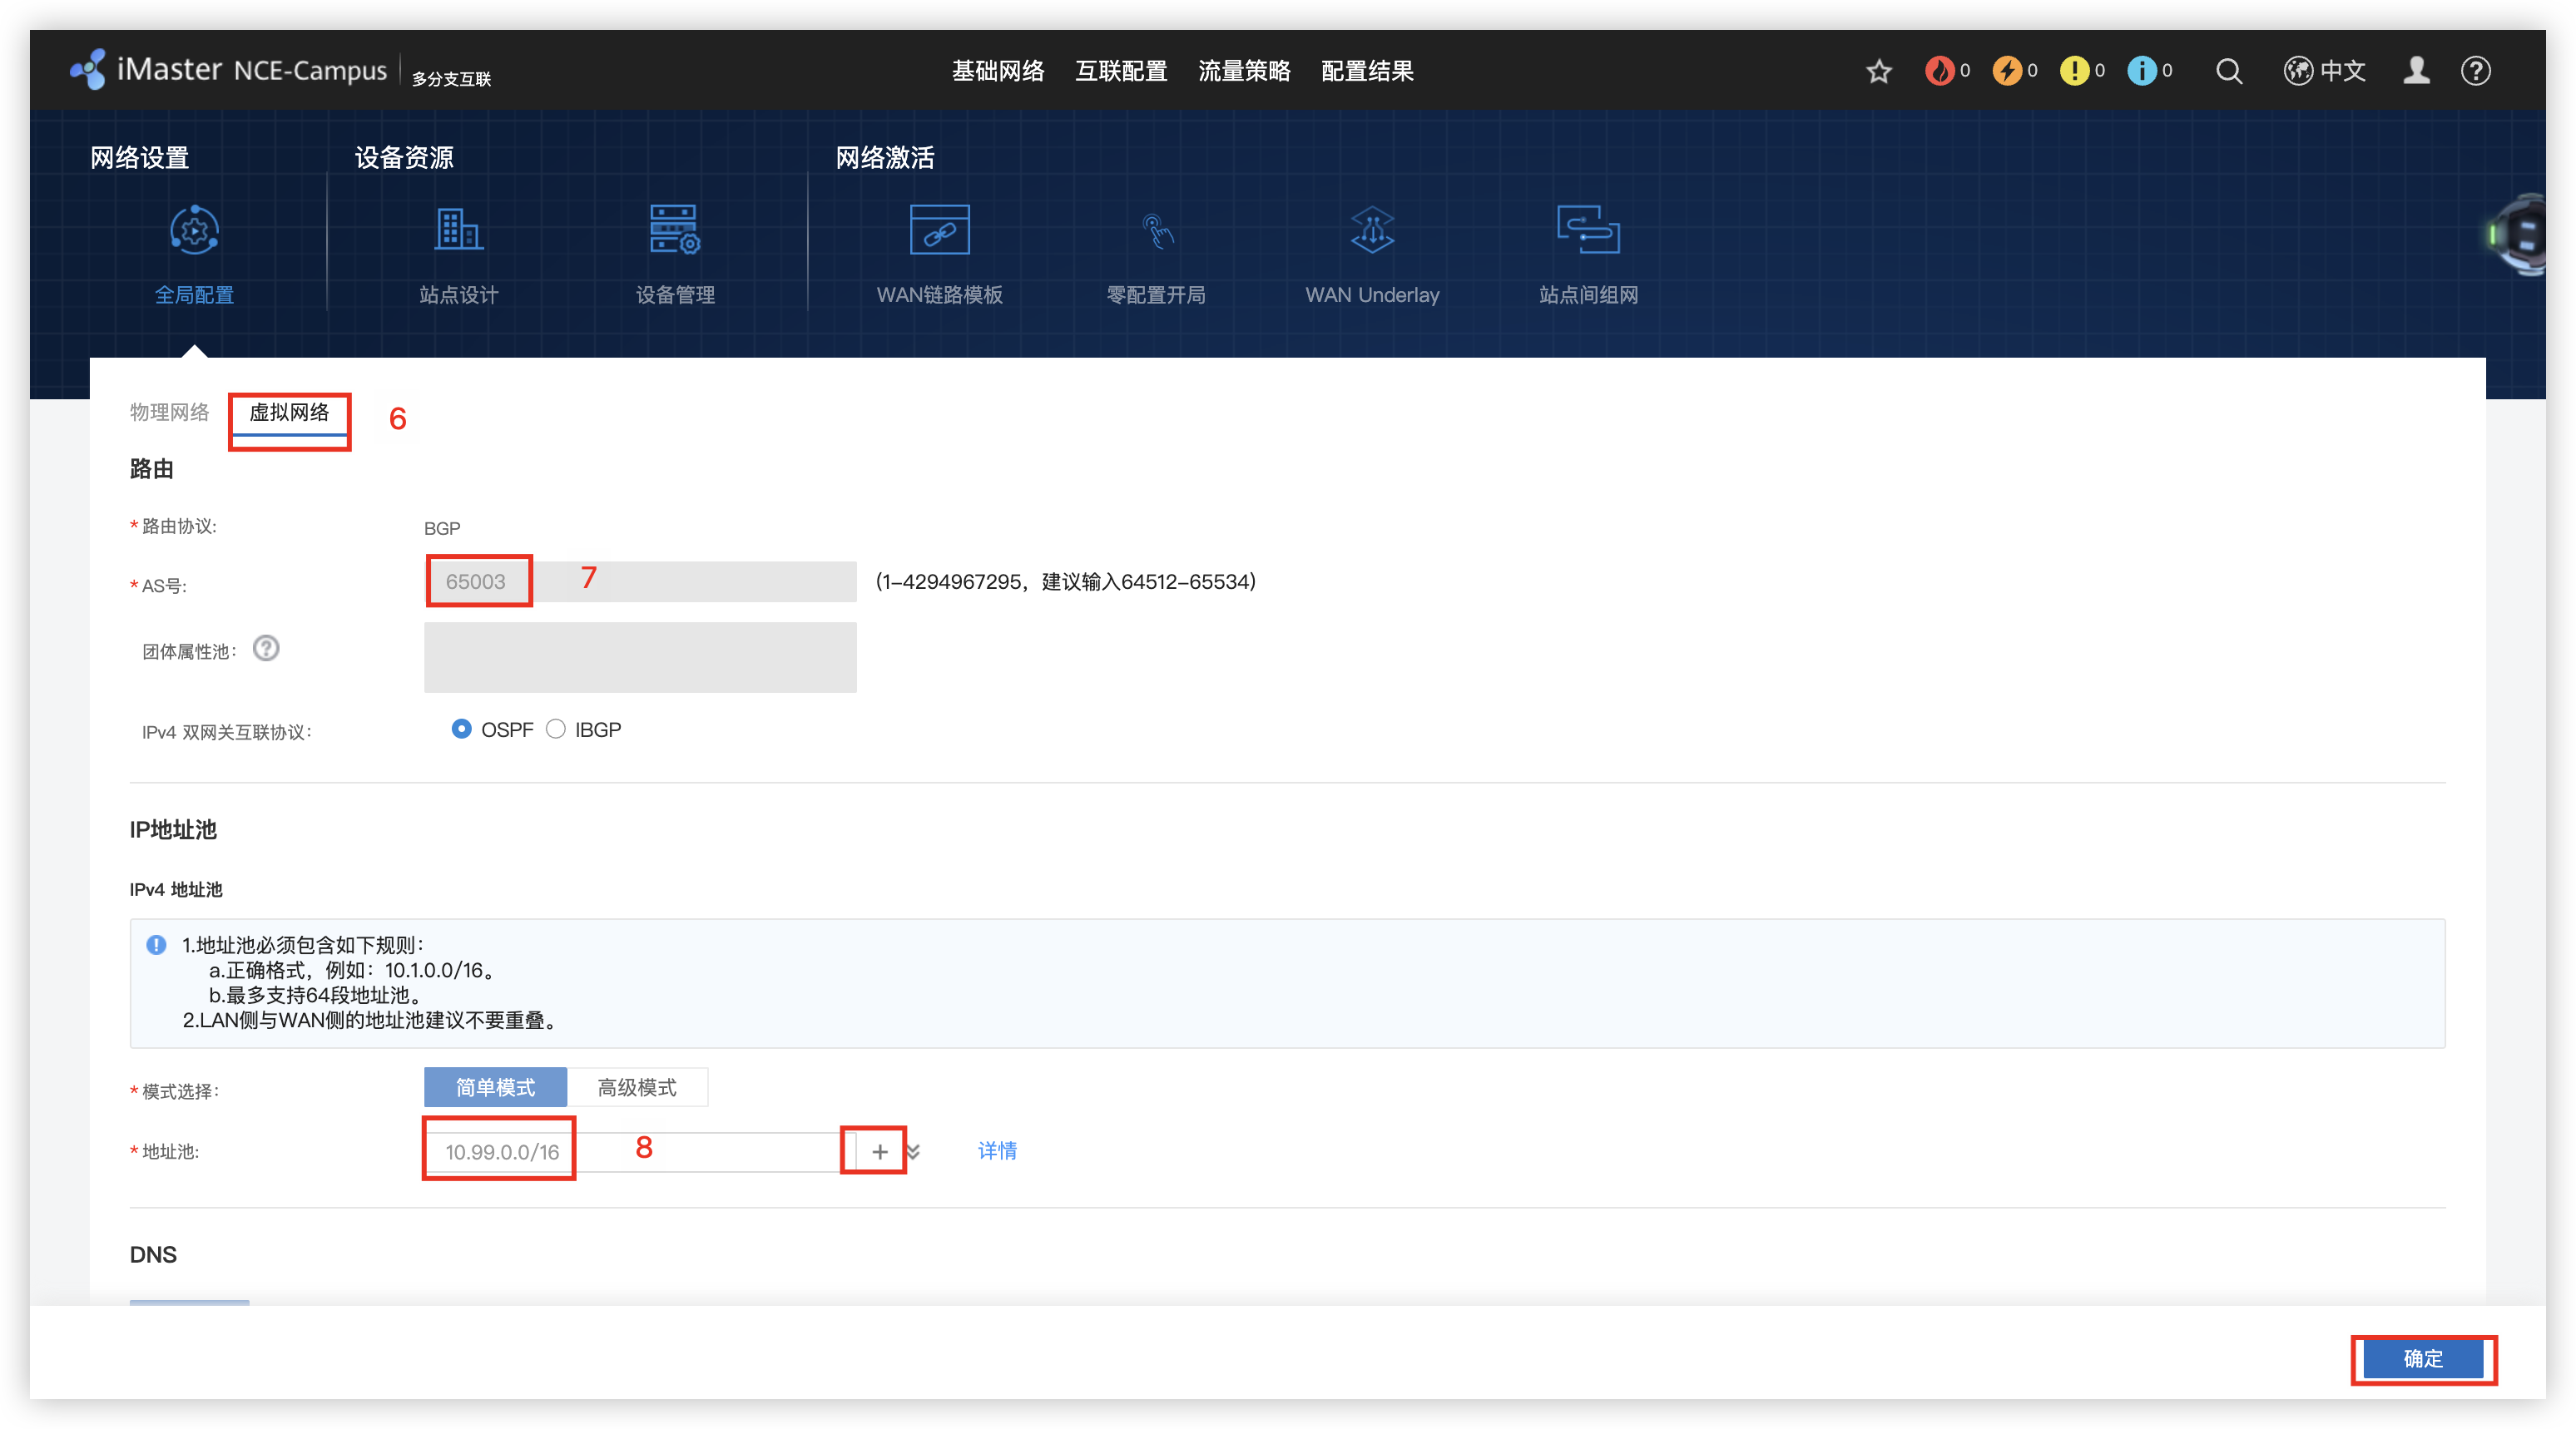 iMaster NCE-Campus 多分支互联 基础网络 互联配置 流量策略 配置结果 0 0 0 0 中文
网络设置 设备资源 网络激活
全局配置 站点设计 设备管理 WAN链路模板 零配置开局 WAN Underlay 站点间组网
物理网络 虚拟网络 6
路由
*路由协议: BGP
*AS号: 65003 7 (1-4294967295，建议输入64512-65534)
团体属性池:
IPv4 双网关互联协议: OSPF IBGP
IP地址池
IPv4 地址池
1.地址池必须包含如下规则：
a.正确格式，例如：10.1.0.0/16。
b.最多支持64段地址池。
2.LAN侧与WAN侧的地址池建议不要重叠。
*模式选择: 简单模式 高级模式
*地址池: 10.99.0.0/16 8 + 详情
DNS
确定